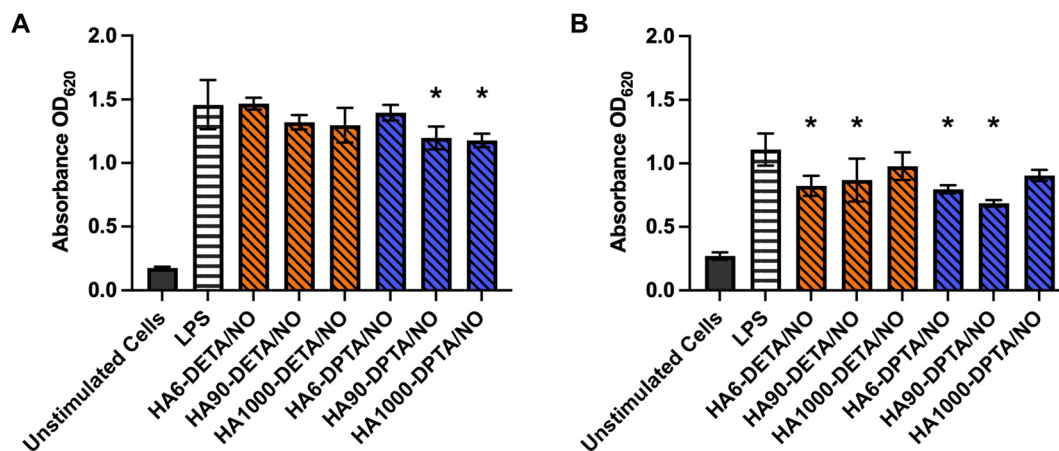 A
Absorbance OD620
2.0
1.5
1.0
0.5
0.0
* *
Unstimulated Cells
LPS
HA6-DETA/NO
HA90-DETA/NO
HA1000-DETA/NO
HA6-DPTA/NO
HA90-DPTA/NO
HA1000-DPTA/NO
B
Absorbance OD620
2.0
1.5
1.0
0.5
0.0
* * * *
Unstimulated Cells
LPS
HA6-DETA/NO
HA90-DETA/NO
HA1000-DETA/NO
HA6-DPTA/NO
HA90-DPTA/NO
HA1000-DPTA/NO